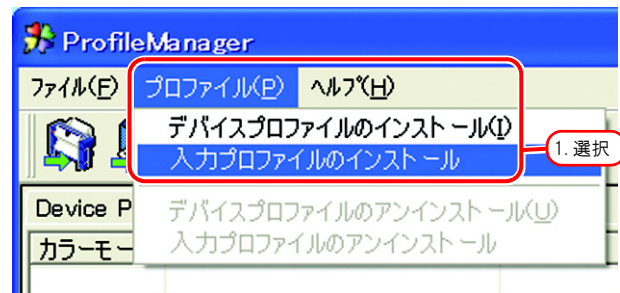 ProfileManager
ファイル(F) プロファイル(P) ヘルプ(H)
デバイスプロファイルのインストール(I)
入力プロファイルのインストール
1. 選択
デバイスプロファイルのアンインストール(U)
入力プロファイルのアンインストール
Device P
カラーモー